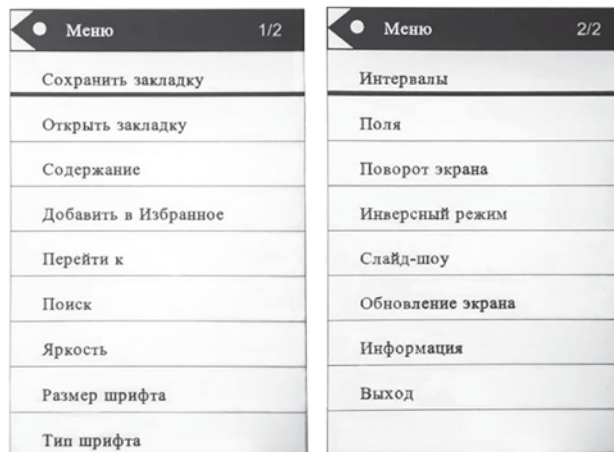 Меню 1/2
Сохранить закладку
Открыть закладку
Содержание
Добавить в Избранное
Перейти к
Поиск
Яркость
Размер шрифта
Тип шрифта
Меню 2/2
Интервалы
Поля
Поворот экрана
Инверсный режим
Слайд-шоу
Обновление экрана
Информация
Выход